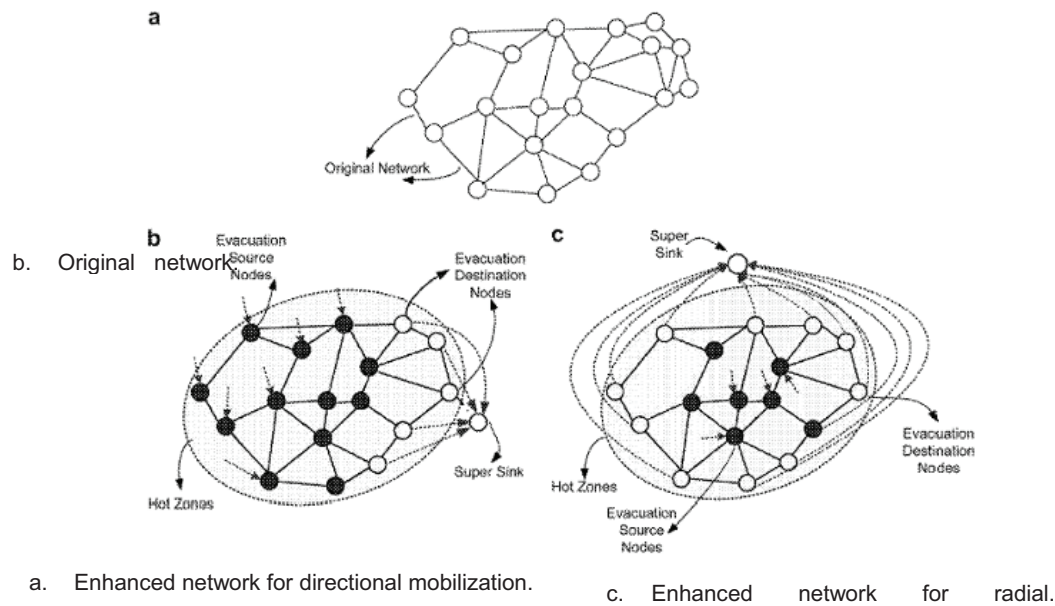 a
Original Network
b
Evacuation
Source
Nodes
Evacuation
Destination
Nodes
Super Sink
Hot Zones
c
Super
Sink
Evacuation
Destination
Nodes
Hot Zones
Evacuation
Source
Nodes
b. Original network.
a. Enhanced network for directional mobilization.
c. Enhanced network for radial.